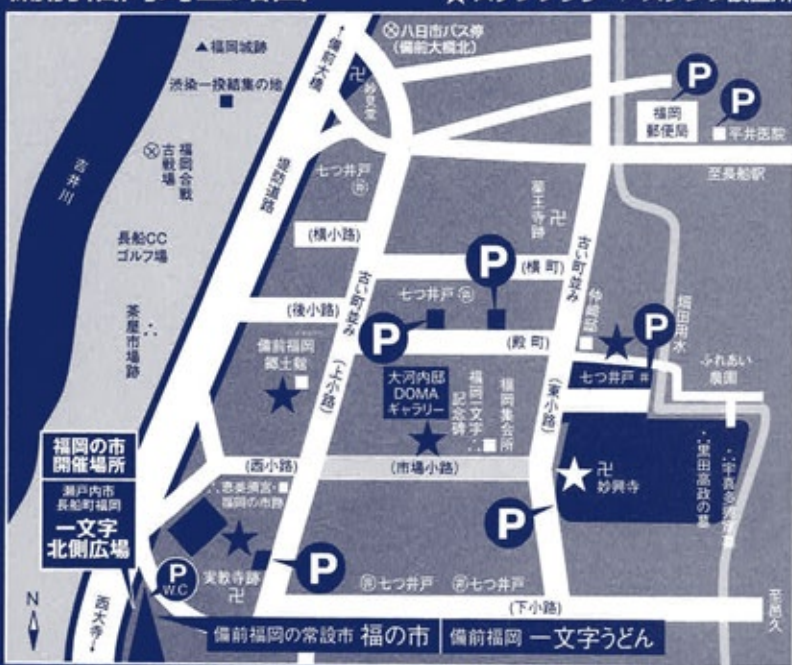 ▲福岡城跡
渋染一揆結集の地
↑備前大橋
八日市バス停
(備前大橋北)
卍妙見堂
P
P
福岡
郵便局
平井医院
至長船駅
吉井川
福岡合戦
古戦場
堤防道路
七つ井戸
(横小路)
薬王寺跡
卍
長船CC
ゴルフ場
(横町)
古い町並み
古い町並み
P
七つ井戸
(後小路)
茶屋市場跡
備前福岡
郷土館
P
(殿町)
仲﨑邸
P
七つ井戸
ふれあい
農園
(上小路)
大河内邸
DOMA
ギャラリー
福岡一文字
記念碑
福岡集会所
(東小路)
福岡の市
開催場所
瀬戸内市
長船町福岡
一文字
北側広場
(西小路)
(市場小路)
恵美須宮・
福岡の市跡
卍
妙興寺
黒田高政の墓
P
P
W.C
実教寺跡
卍
P
七つ井戸
七つ井戸
(下小路)
至邑久
N
西大寺↓
備前福岡の常設市 福の市
備前福岡 一文字うどん